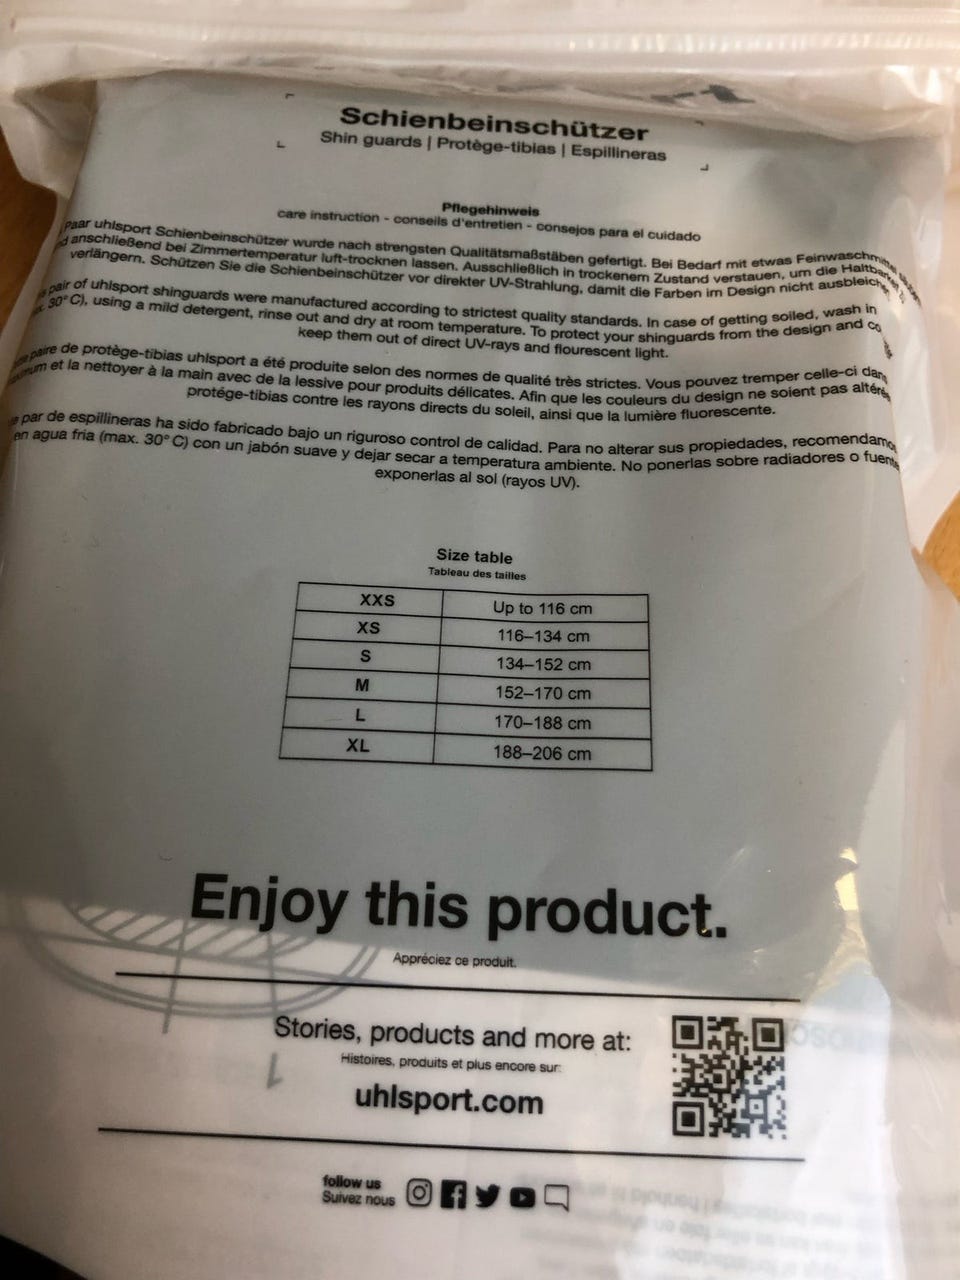 Schienbeinschützer
Shin guards | Protège-tibias | Espillineras
Pflegehinweis
care instruction - conseils d'entretien - consejos para el cuidado
Paar uhlsport Schienbeinschützer wurde nach strengsten Qualitätsmaßstäben gefertigt. Bei Bedarf mit etwas
anschließend bei Zimmertemperatur luft-trocknen lassen. Ausschließlich in trockenem Zustand verstauen, um die
verlängern. Schützen Sie die Schienbeinschützer vor direkter UV-Strahlung, damit die Farben im Design nicht
pair of uhlsport shinguards were manufactured according to strictest quality standards. In case of getting soiled, wash in
30° C), using a mild detergent, rinse out and dry at room temperature. To protect your shinguards from the design and
keep them out of direct UV-rays and flourescent light.
paire de protège-tibias uhlsport a été produite selon des normes de qualité très strictes. Vous pouvez tremper celle-ci dans
et la nettoyer à la main avec de la lessive pour produits délicates. Afin que les couleurs du design ne soient pas
protége-tibias contre les rayons directs du soleil, ainsi que la lumière fluorescente.
par de espillineras ha sido fabricado bajo un riguroso control de calidad. Para no alterar sus propiedades,
en agua fria (max. 30° C) con un jabón suave y dejar secar a temperatura ambiente. No ponerlas sobre radiadores o
exponerlas al sol (rayos UV).
Size table
Tableau des tailles
XXS Up to 116 cm
XS 116–134 cm
S 134–152 cm
M 152–170 cm
L 170–188 cm
XL 188–206 cm
Enjoy this product.
Appréciez ce produit.
Stories, products and more at:
Histoires, produits et plus encore sur:
uhlsport.com
follow us
Suivez nous